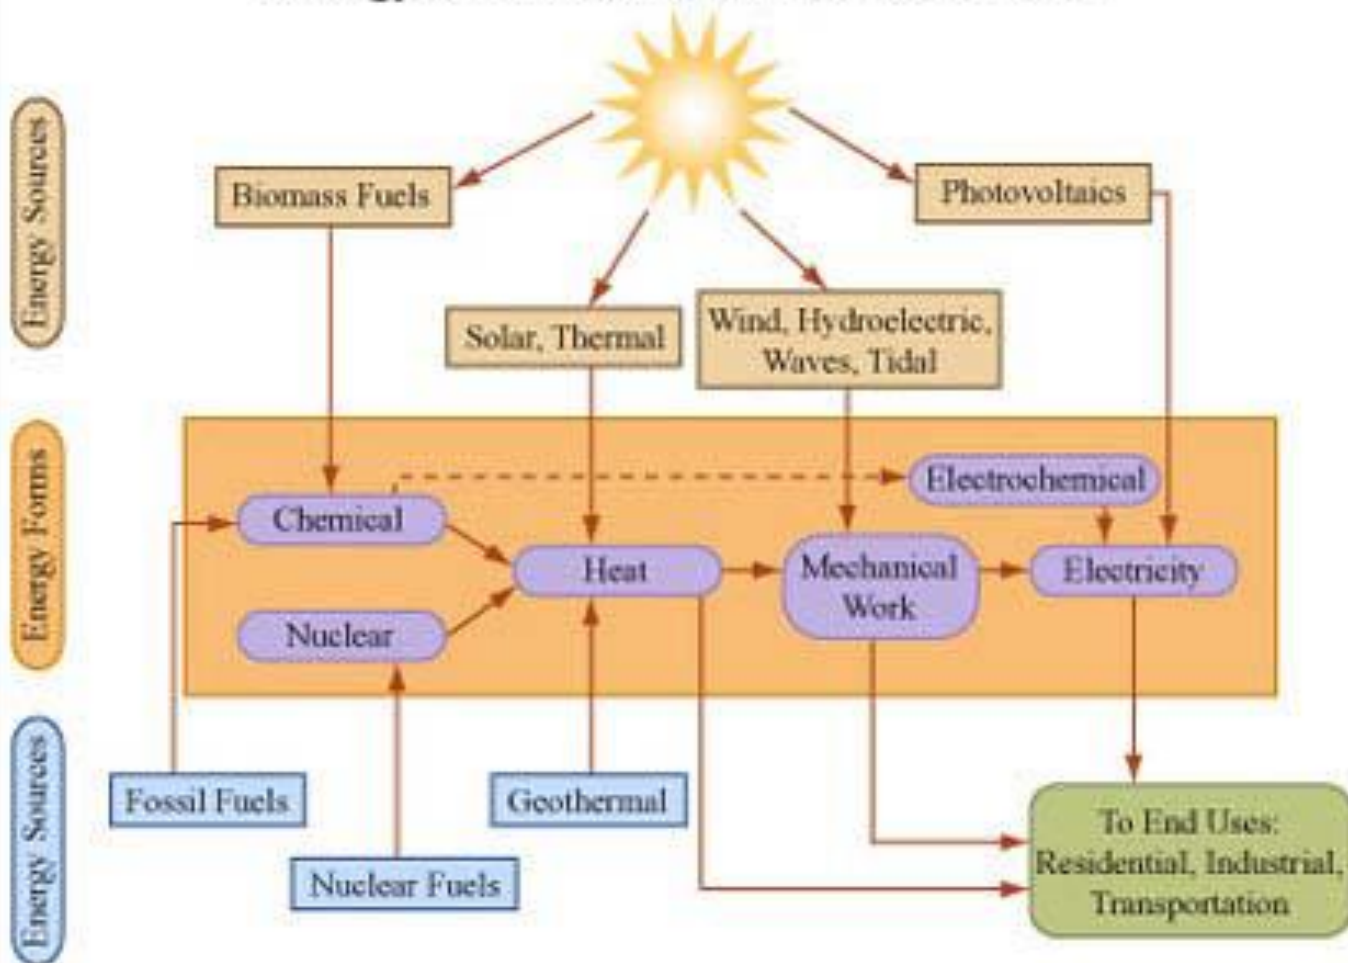 Energy Sources
Biomass Fuels
Photovoltaics
Solar, Thermal
Wind, Hydroelectric,
Waves, Tidal
Energy Forms
Electrochemical
Chemical
Heat
Mechanical
Work
Electricity
Nuclear
Energy Sources
Fossil Fuels
Geothermal
Nuclear Fuels
To End Uses:
Residential, Industrial,
Transportation